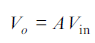 Vₒ = A Vᵢₙ